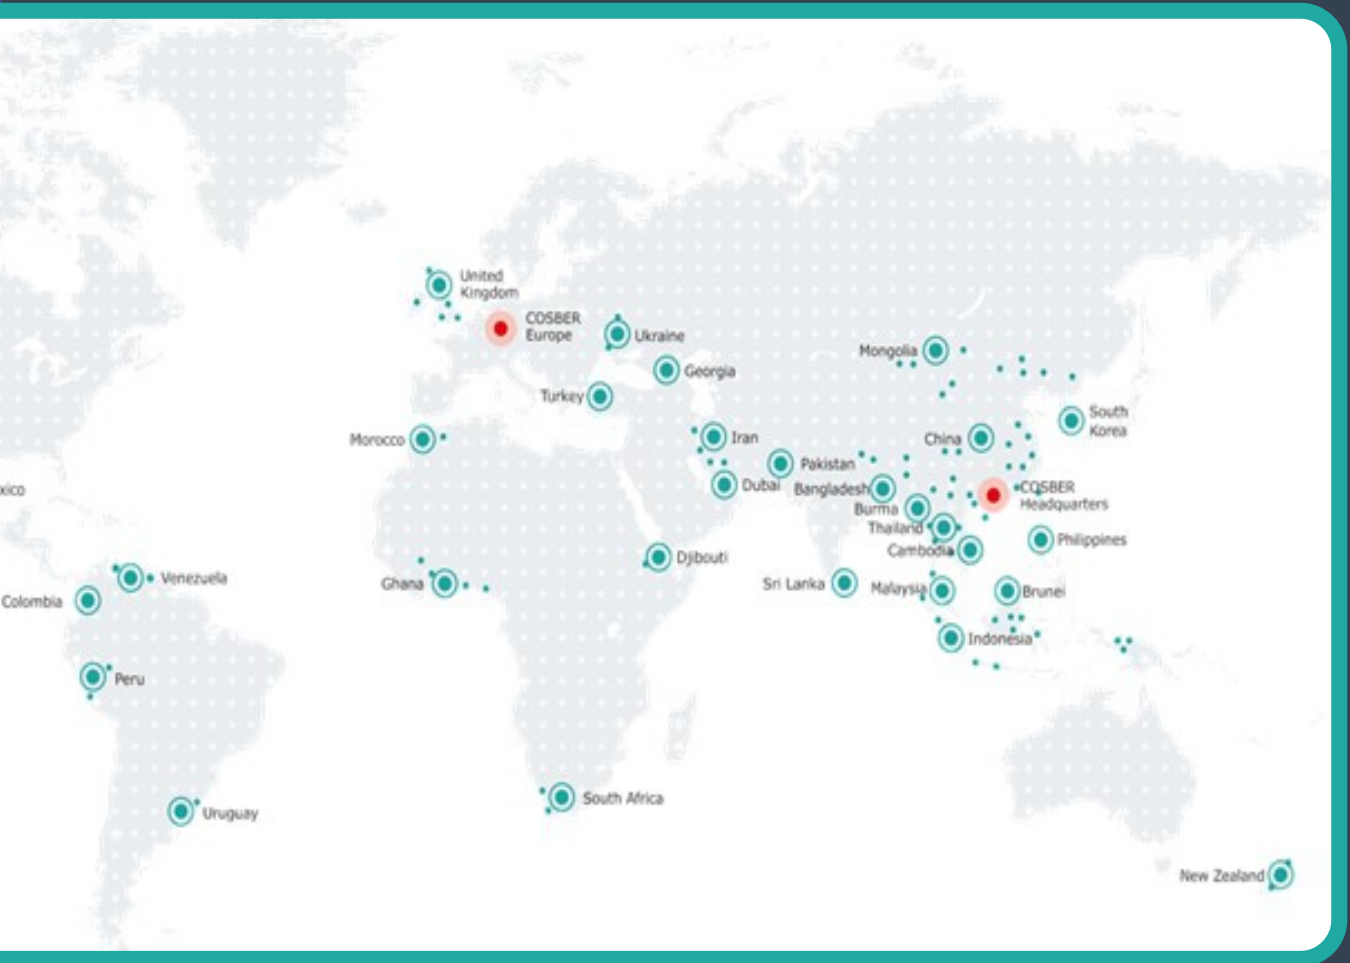 United
Kingdom
COSBER
Europe
Ukraine
Mongolia
Georgia
Turkey
South
Korea
Morocco
Iran
China
Pakistan
Dubai
Bangladesh
COSBER
Headquarters
xico
Burma
Thailand
Cambodia
Philippines
Djibouti
Venezuela
Ghana
Sri Lanka
Malaysia
Brunei
Colombia
Indonesia
Peru
South Africa
Uruguay
New Zealand